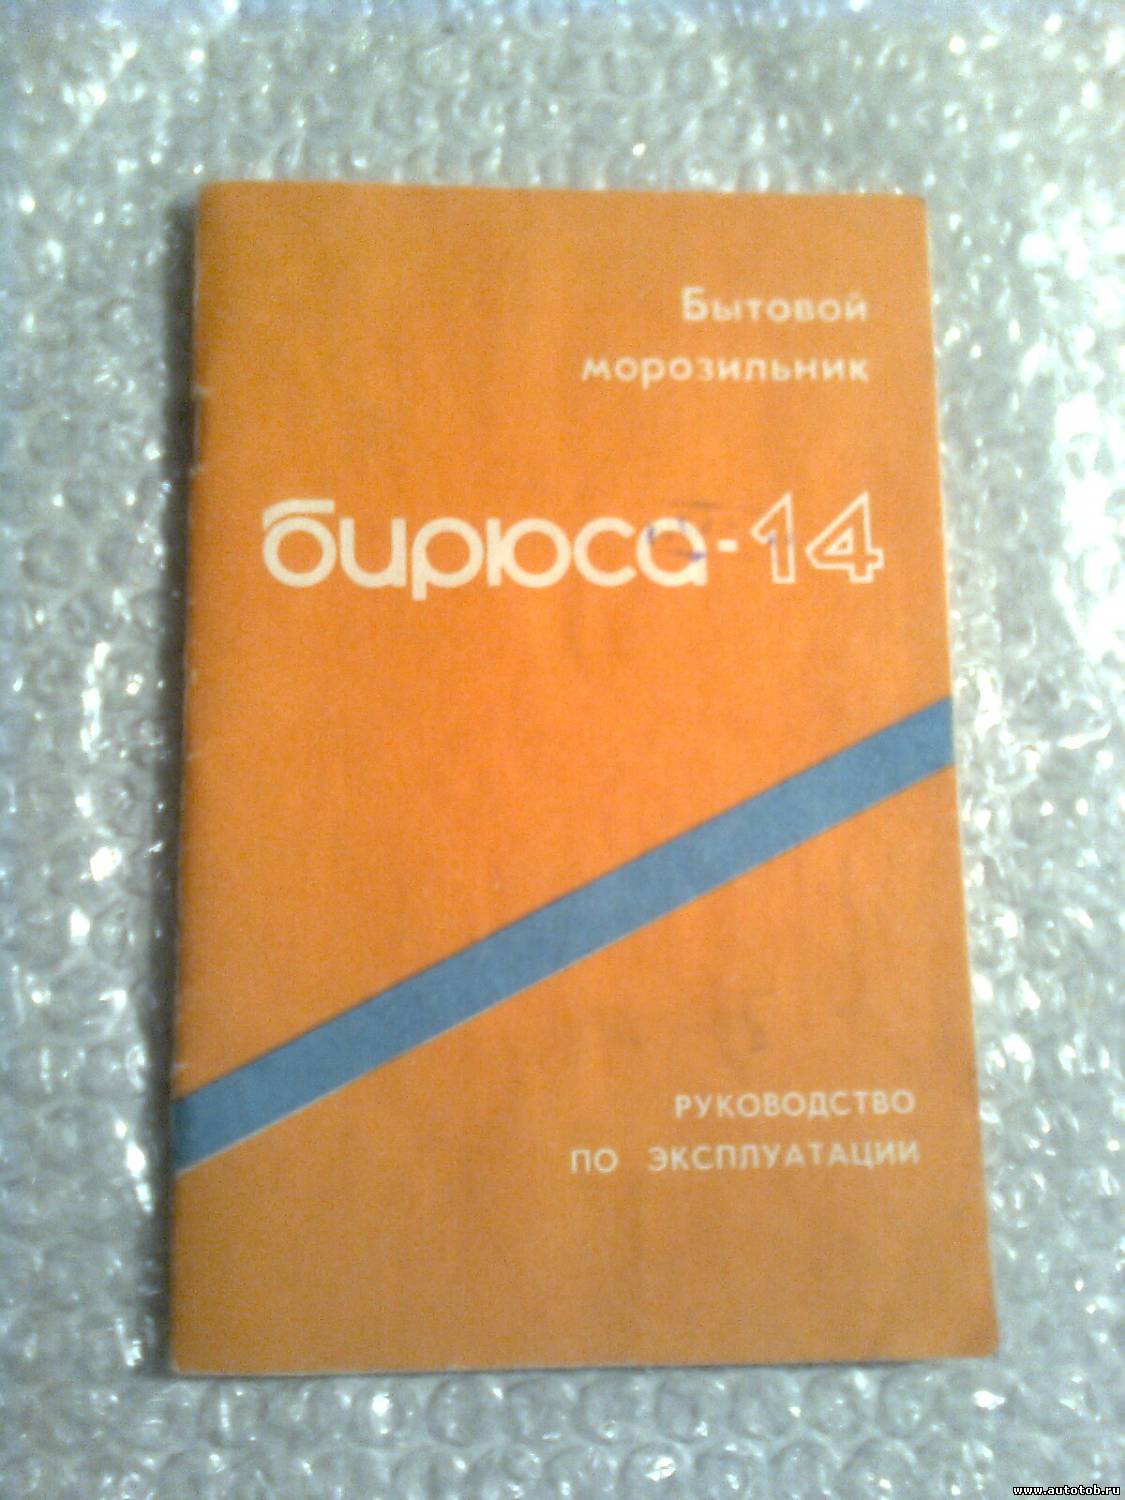 Бытовой
морозильник
бирюса-14
РУКОВОДСТВО
ПО ЭКСПЛУАТАЦИИ
www.autotob.ru